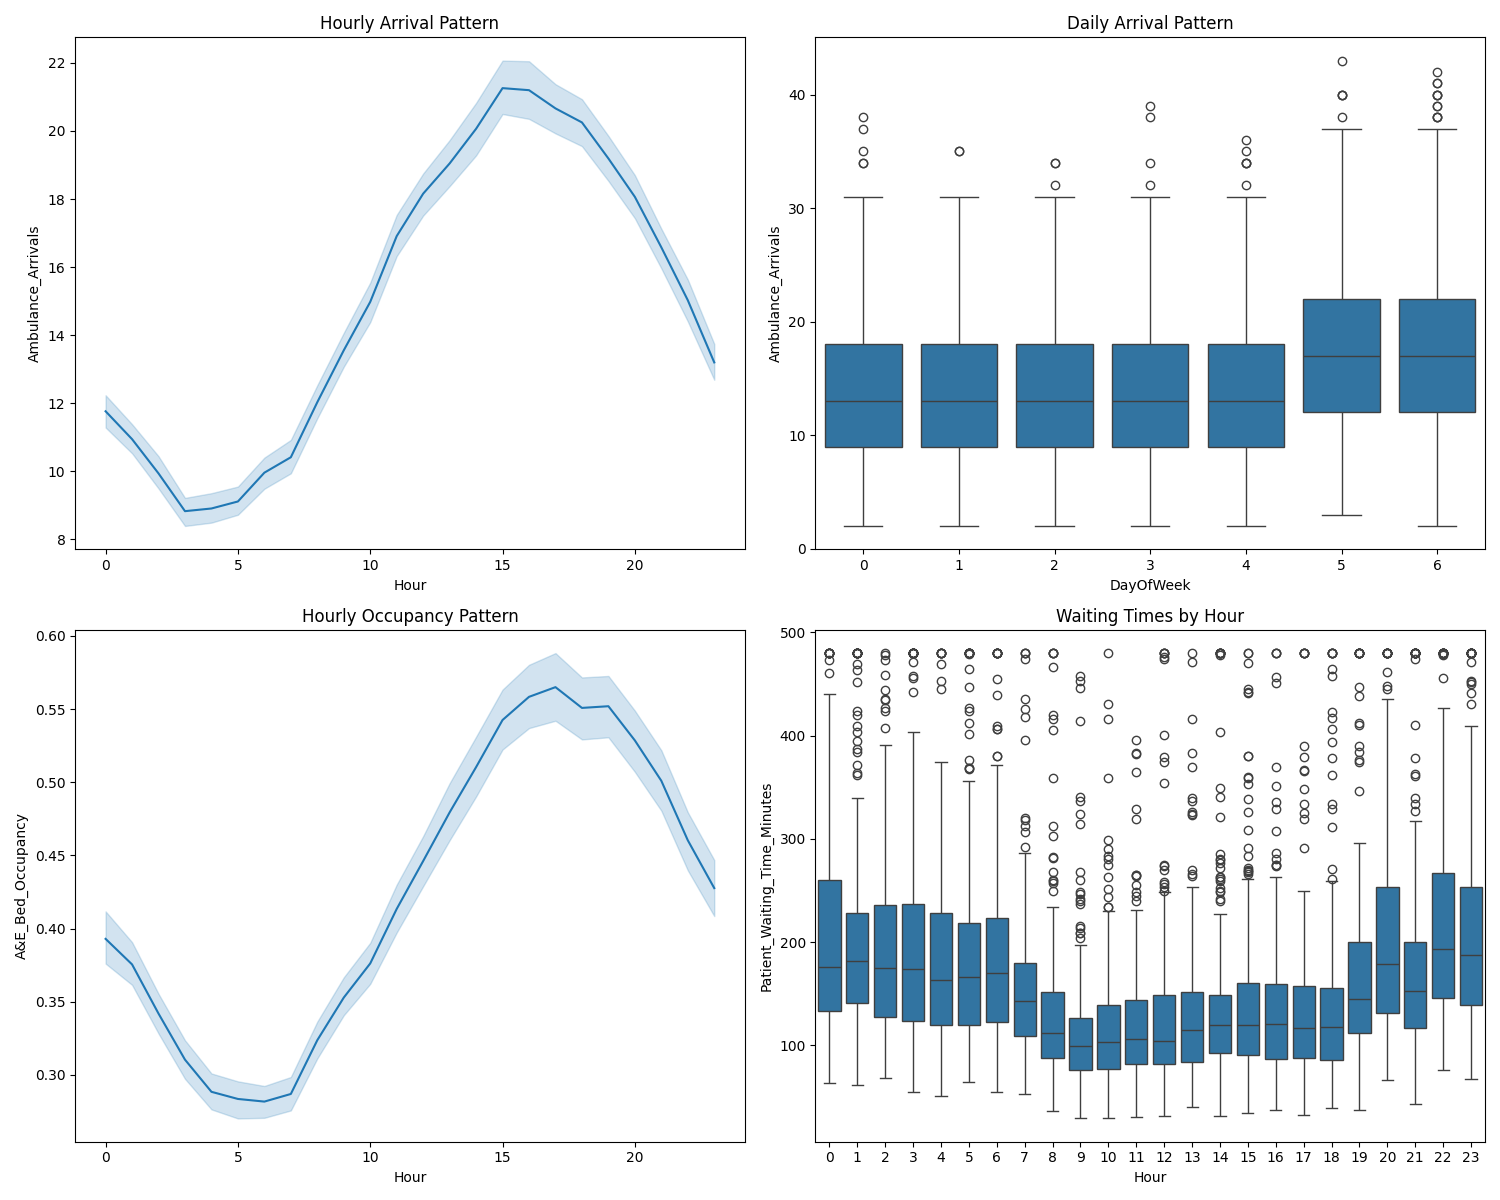 Hourly Arrival Pattern
Ambulance_Arrivals
22
20
18
16
14
12
10
8
0 5 10 15 20
Hour
Daily Arrival Pattern
Ambulance_Arrivals
40
30
20
10
0
0 1 2 3 4 5 6
DayOfWeek
Hourly Occupancy Pattern
A&E_Bed_Occupancy
0.60
0.55
0.50
0.45
0.40
0.35
0.30
0 5 10 15 20
Hour
Waiting Times by Hour
Patient_Waiting_Time_Minutes
500
400
300
200
100
0 1 2 3 4 5 6 7 8 9 10 11 12 13 14 15 16 17 18 19 20 21 22 23
Hour